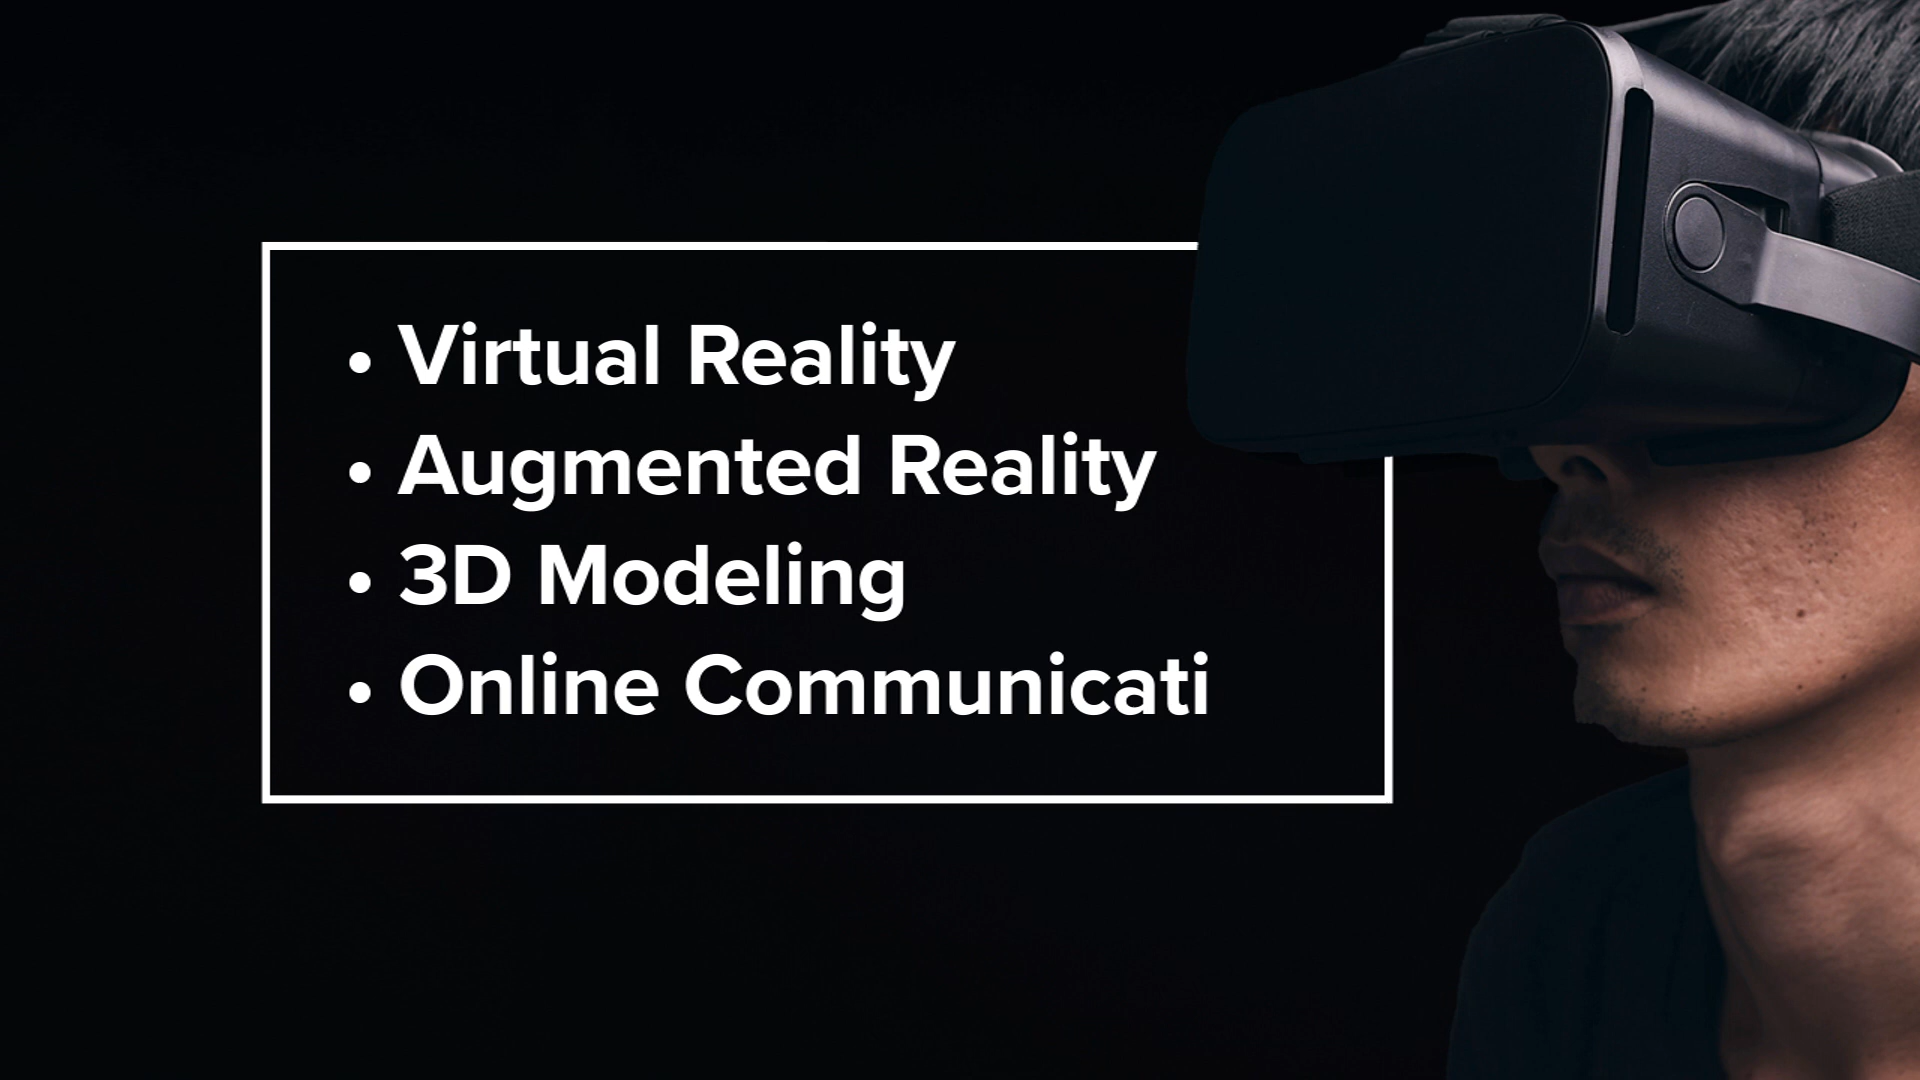 • Virtual Reality
• Augmented Reality
• 3D Modeling
• Online Communicati